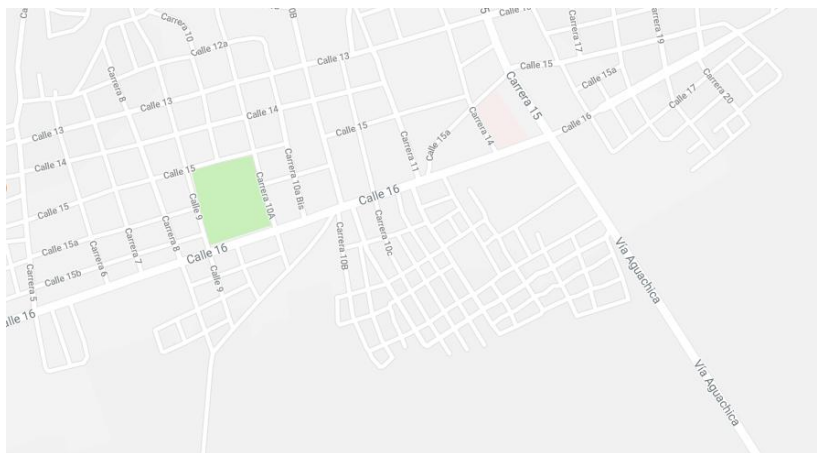 Carrera 10
10B
Carrera 17
Carrera 19
Calle 12a
Calle 13
Calle 15
Carrera 8
Carrera 15
Calle 15a
Carrera 20
Calle 17
Calle 13
Calle 14
Carrera 14
Calle 16
Calle 13
Calle 15
Carrera 11
Calle 15a
Calle 14
Calle 15
Carrera 10a Bis
Carrera 10A
Calle 16
Calle 15
Calle 9
Calle 15a
Carrera 6
Carrera 7
Carrera 8
Calle 16
Carrera 10B
Carrera 10c
Vía Aguachica
Carrera 5
Calle 15b
Calle 9
alle 16
Vía Aguachica